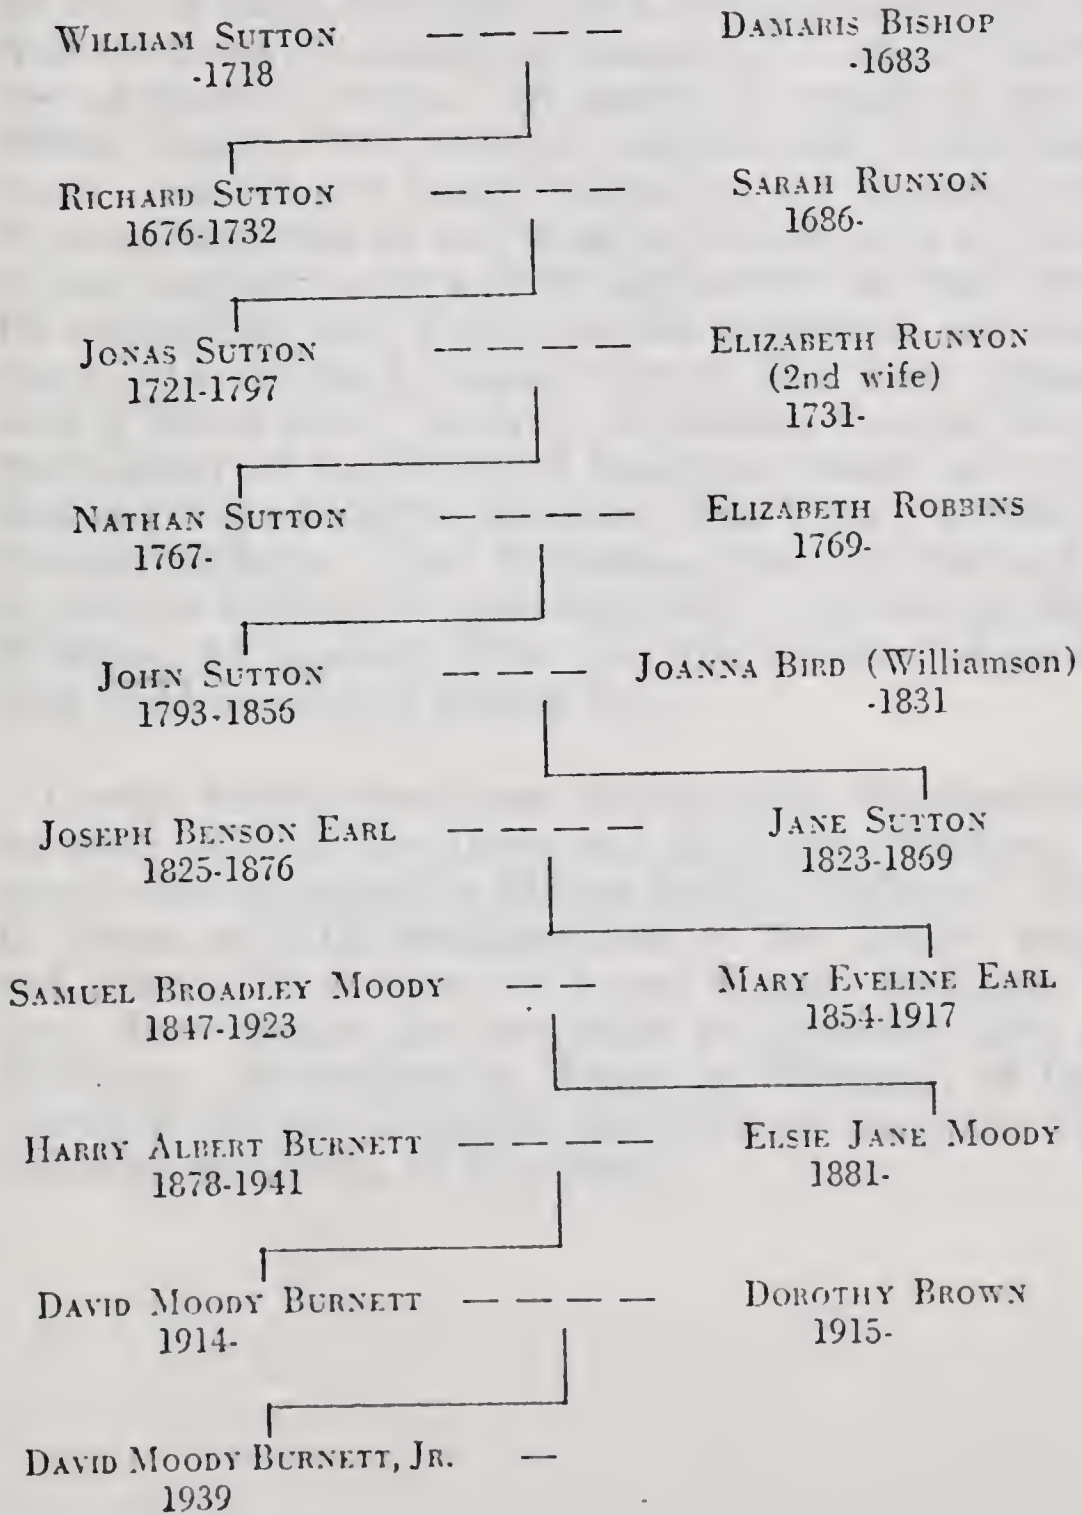 WILLIAM SUTTON — — — — DAMARIS BISHOP
-1718 -1683
RICHARD SUTTON — — — — SARAH RUNYON
1676-1732 1686-
JONAS SUTTON — — — — ELIZABETH RUNYON
1721-1797 (2nd wife)
1731-
NATHAN SUTTON — — — — ELIZABETH ROBBINS
1767- 1769-
JOHN SUTTON — — — JOANNA BIRD (Williamson)
1793-1856 -1831
JOSEPH BENSON EARL — — — — JANE SUTTON
1825-1876 1823-1869
SAMUEL BROADLEY MOODY — — MARY EVELINE EARL
1847-1923 1854-1917
HARRY ALBERT BURNETT — — — — ELSIE JANE MOODY
1878-1941 1881-
DAVID MOODY BURNETT — — — — DOROTHY BROWN
1914- 1915-
DAVID MOODY BURNETT, JR. —
1939